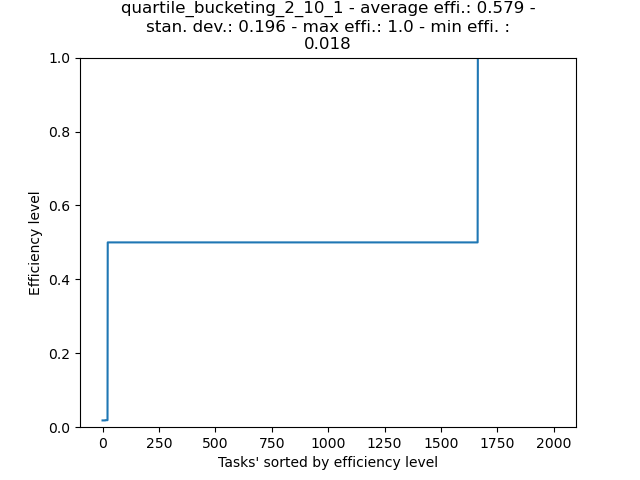 quartile_bucketing_2_10_1 - average effi.: 0.579 -
stan. dev.: 0.196 - max effi.: 1.0 - min effi. :
0.018
1.0
0.8
0.6
0.4
0.2
0.0
Efficiency level
0 250 500 750 1000 1250 1500 1750 2000
Tasks' sorted by efficiency level